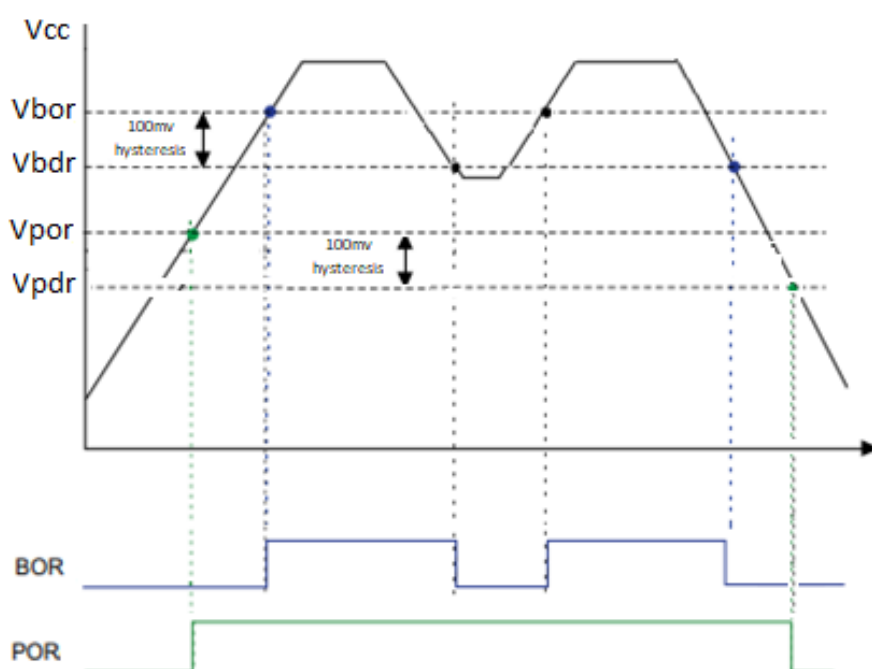 Vcc
Vbor
100mv
hysteresis
Vbdr
Vpor
100mv
hysteresis
Vpdr
BOR
POR